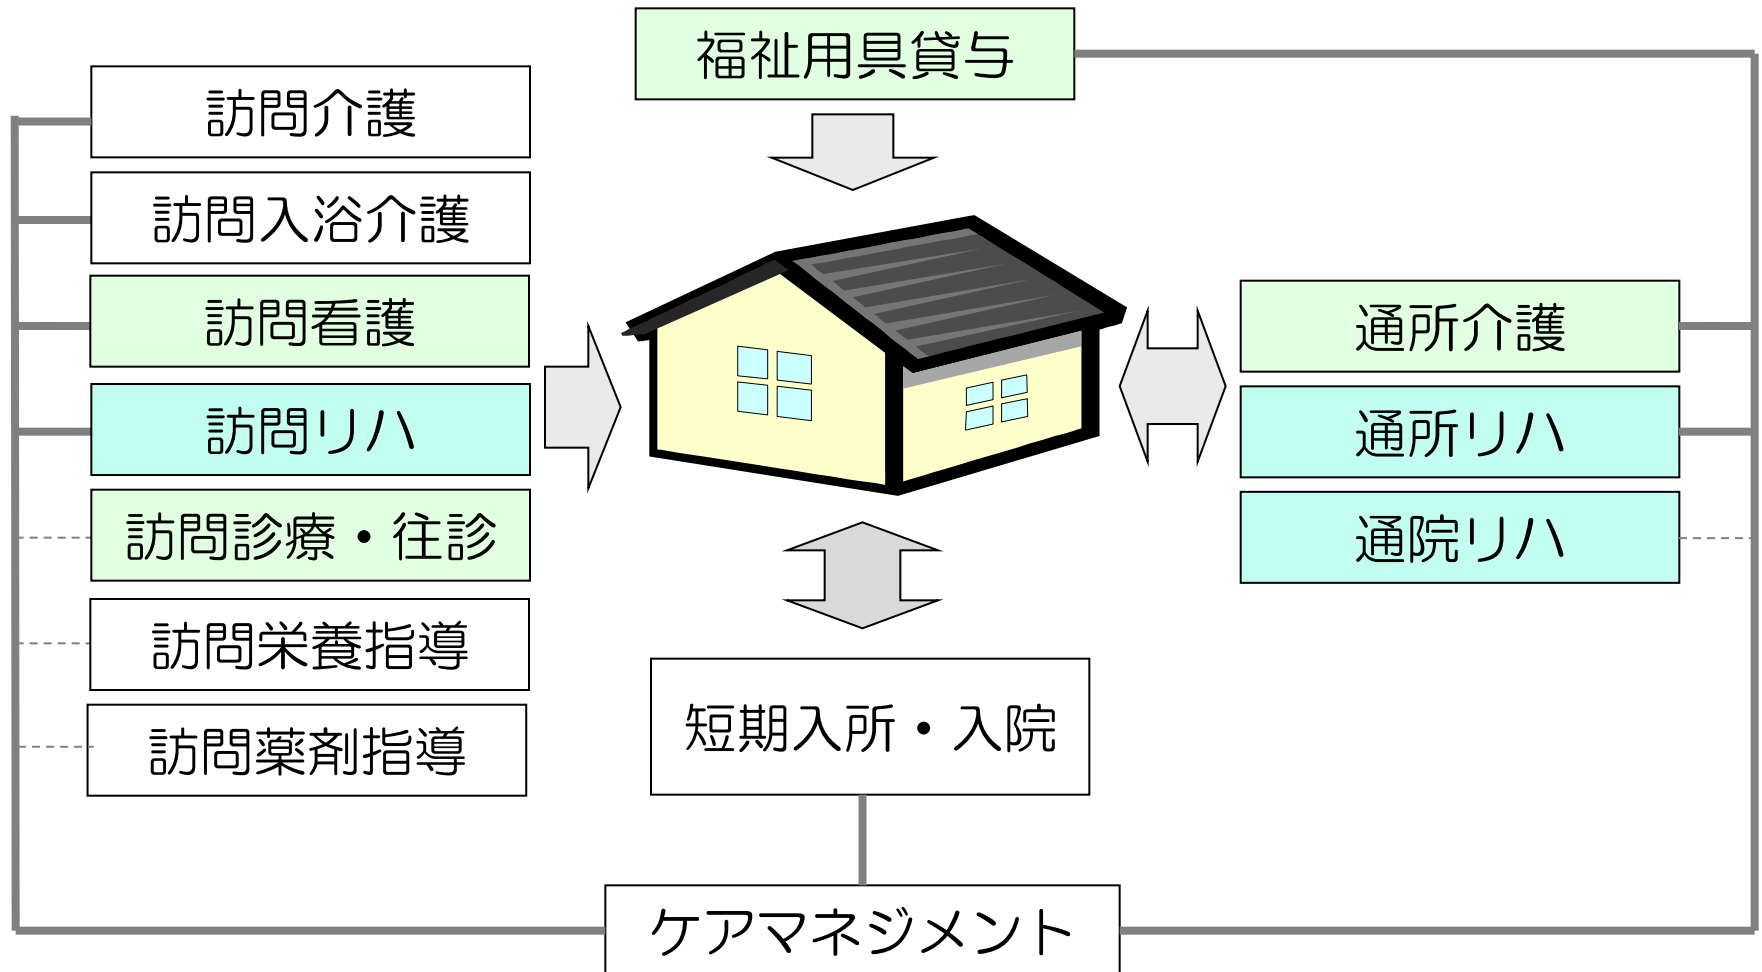 福祉用具貸与
訪問介護
訪問入浴介護
訪問看護
訪問リハ
訪問診療・往診
訪問栄養指導
訪問薬剤指導
通所介護
通所リハ
通院リハ
短期入所・入院
ケアマネジメント